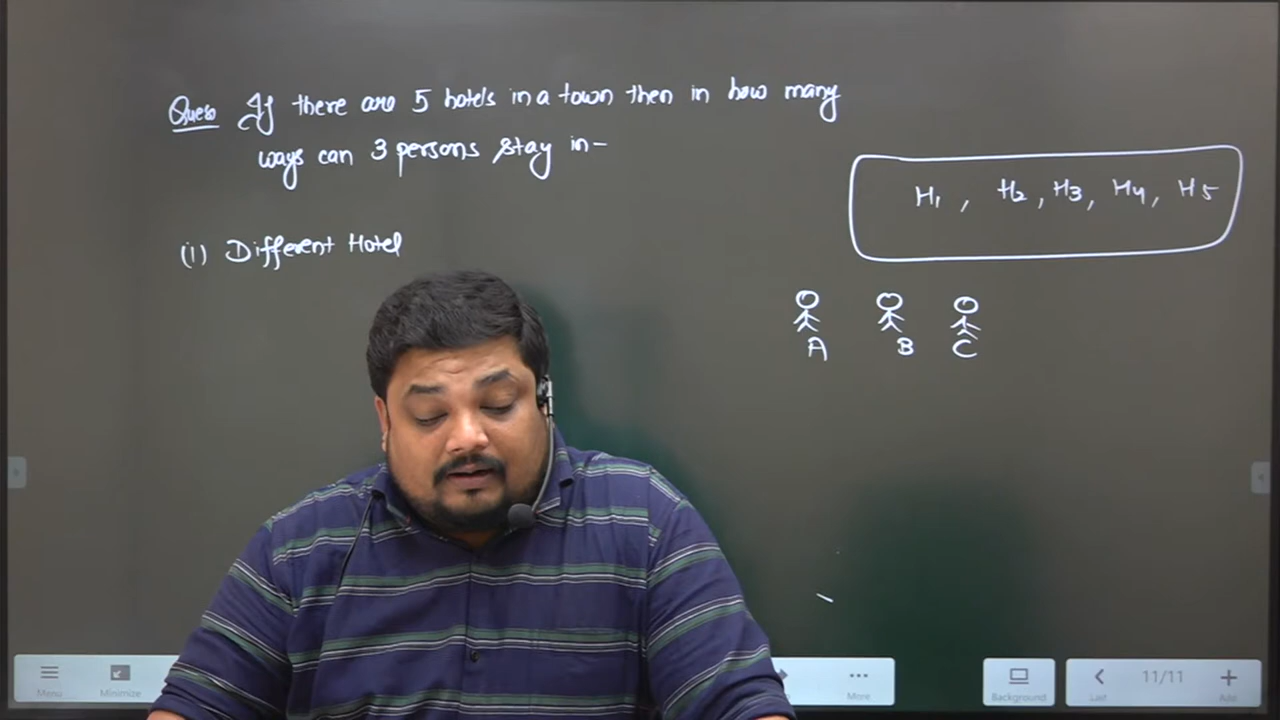 Ques If there are 5 hotels in a town then in how many
ways can 3 persons stay in-
H1, H2, H3, H4, H5
(i) Different Hotel
A B C
Menu Minimize More Background Last 11/11 Add